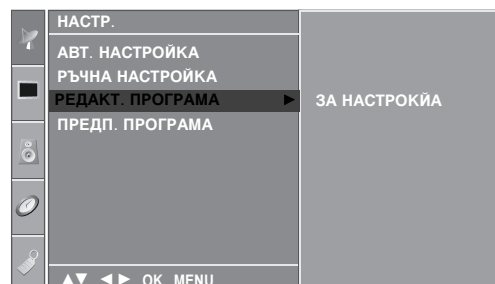 НАСТР.
АВТ. НАСТРОЙКА
РЪЧНА НАСТРОЙКА
РЕДАКТ. ПРОГРАМА ► ЗА НАСТРОКЙА
ПРЕДП. ПРОГРАМА
▲▼ ◄► OK MENU